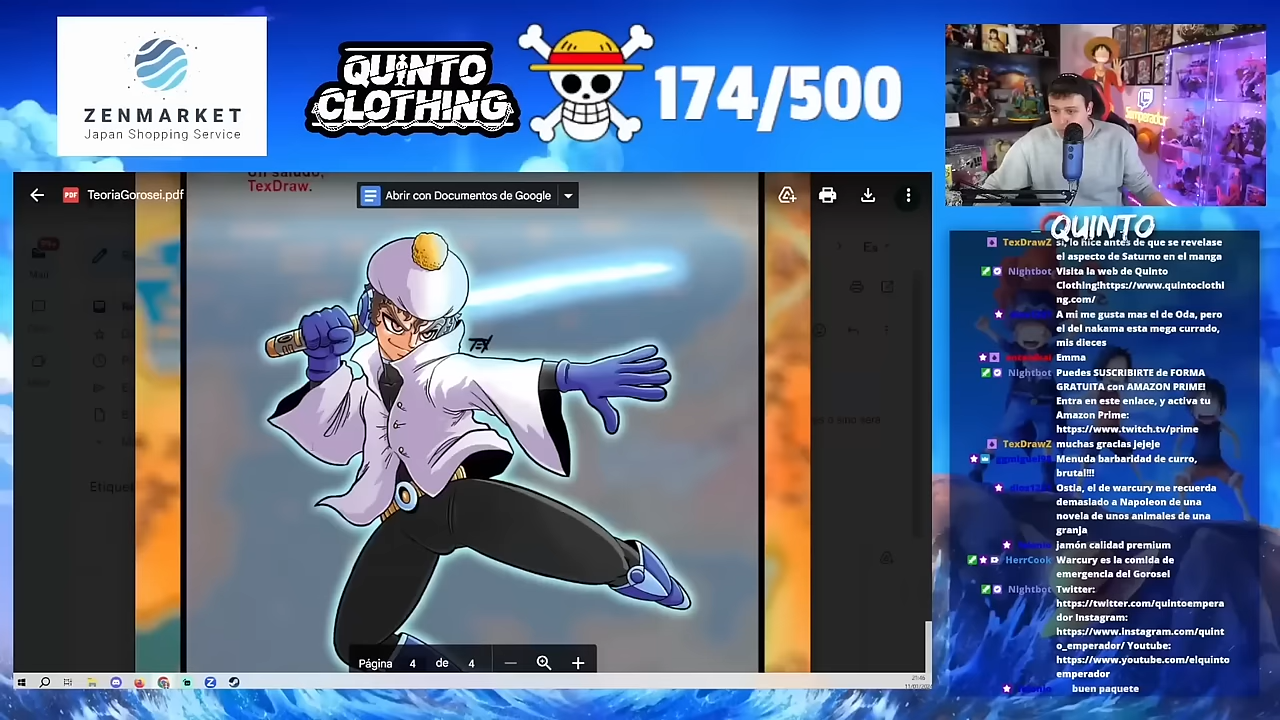 ZENMARKET
Japan Shopping Service
QUINTO
CLOTHING
174/500
TexDraw.
TeoriaGorosei.pdf
Abrir con Documentos de Google
TEX
Página 4 de 4
QUINTO
TexDrawZ si, lo hice antes de que se revelase
el aspecto de Saturno en el manga
Nightbot Visita la web de Quinto
Clothing!https://www.quintoclothi
ng.com/
A mi me gusta mas el de Oda, pero
el del nakama esta mega currado,
mis dieces
Emma
Nightbot Puedes SUSCRIBIRTE de FORMA
GRATUITA con AMAZON PRIME!
Entra en este enlace, y activa tu
Amazon Prime:
https://www.twitch.tv/prime
TexDrawZ muchas gracias jejeje
Menuda barbaridad de curro,
brutal!!!
Ostia, el de warcury me recuerda
demasiado a Napoleon de una
novela de unos animales de una
granja
jamón calidad premium
HerrCook Warcury es la comida de
emergencia del GoroseI
Nightbot Twitter:
https://twitter.com/quintoempera
dor Instagram:
https://www.instagram.com/quint
o_emperador/ Youtube:
https://www.youtube.com/elquinto
emperador
buen paquete